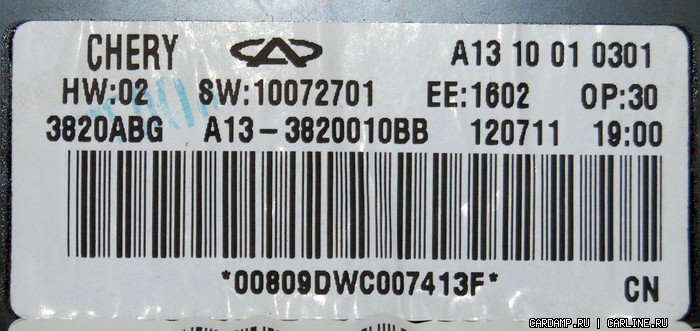 CHERY A13 10 01 0301
HW:02 SW:10072701 EE:1602 OP:30
3820ABG A13-3820010BB 120711 19:00
*00809DWC007413F* CN
CARDAMP.RU | CARLINE.RU